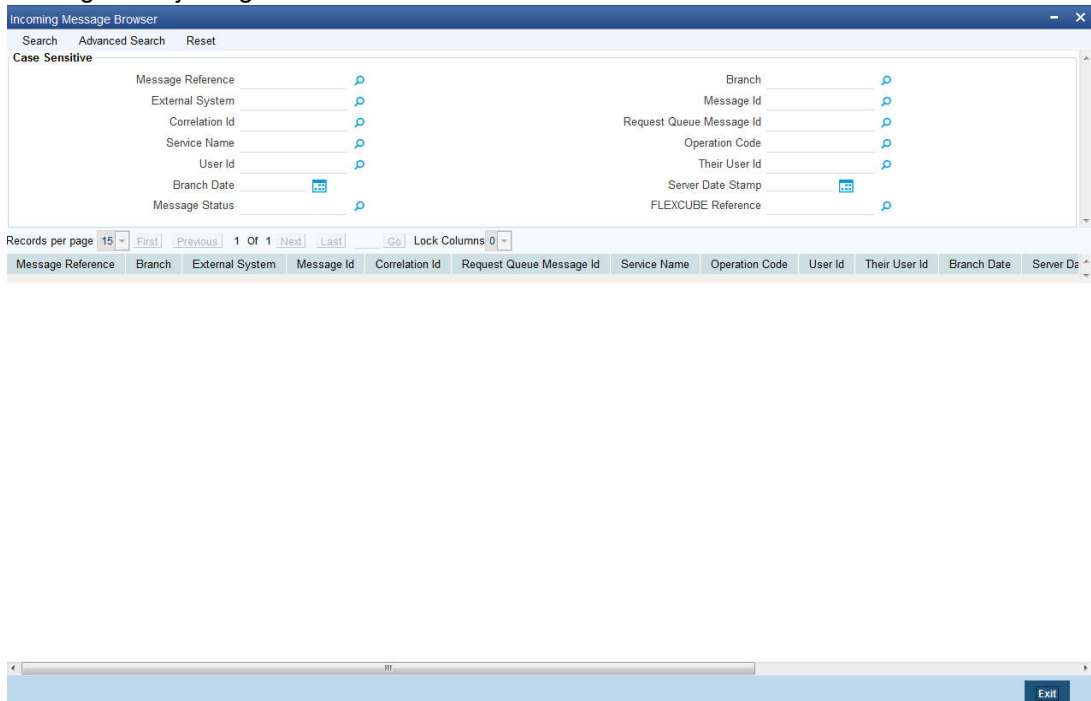 Incoming Message Browser
Search Advanced Search Reset
Case Sensitive
Message Reference Branch
External System Message Id
Correlation Id Request Queue Message Id
Service Name Operation Code
User Id Their User Id
Branch Date Server Date Stamp
Message Status FLEXCUBE Reference
Records per page 15 First Previous 1 Of 1 Next Last Go Lock Columns 0
Message Reference Branch External System Message Id Correlation Id Request Queue Message Id Service Name Operation Code User Id Their User Id Branch Date Server Da
Exit